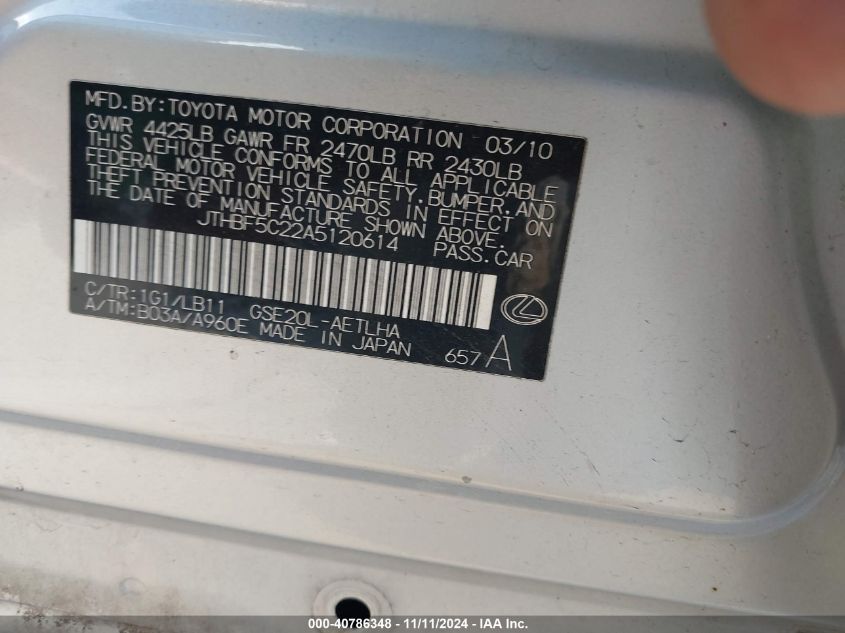 MFD.BY:TOYOTA MOTOR CORPORATION 03/10
GVWR 4425LB GAWR FR 2470LB RR 2430LB
THIS VEHICLE CONFORMS TO ALL APPLICABLE
FEDERAL MOTOR VEHICLE SAFETY,BUMPER,AND
THEFT PREVENTION STANDARDS IN EFFECT ON
THE DATE OF MANUFACTURE SHOWN ABOVE.
JTHBF5C22A5120614 PASS.CAR
C/TR:1G1/LB11 GSE20L-AETLHA
A/TM:B03A/A960E MADE IN JAPAN 657 A
000-40786348 - 11/11/2024 - IAA Inc.